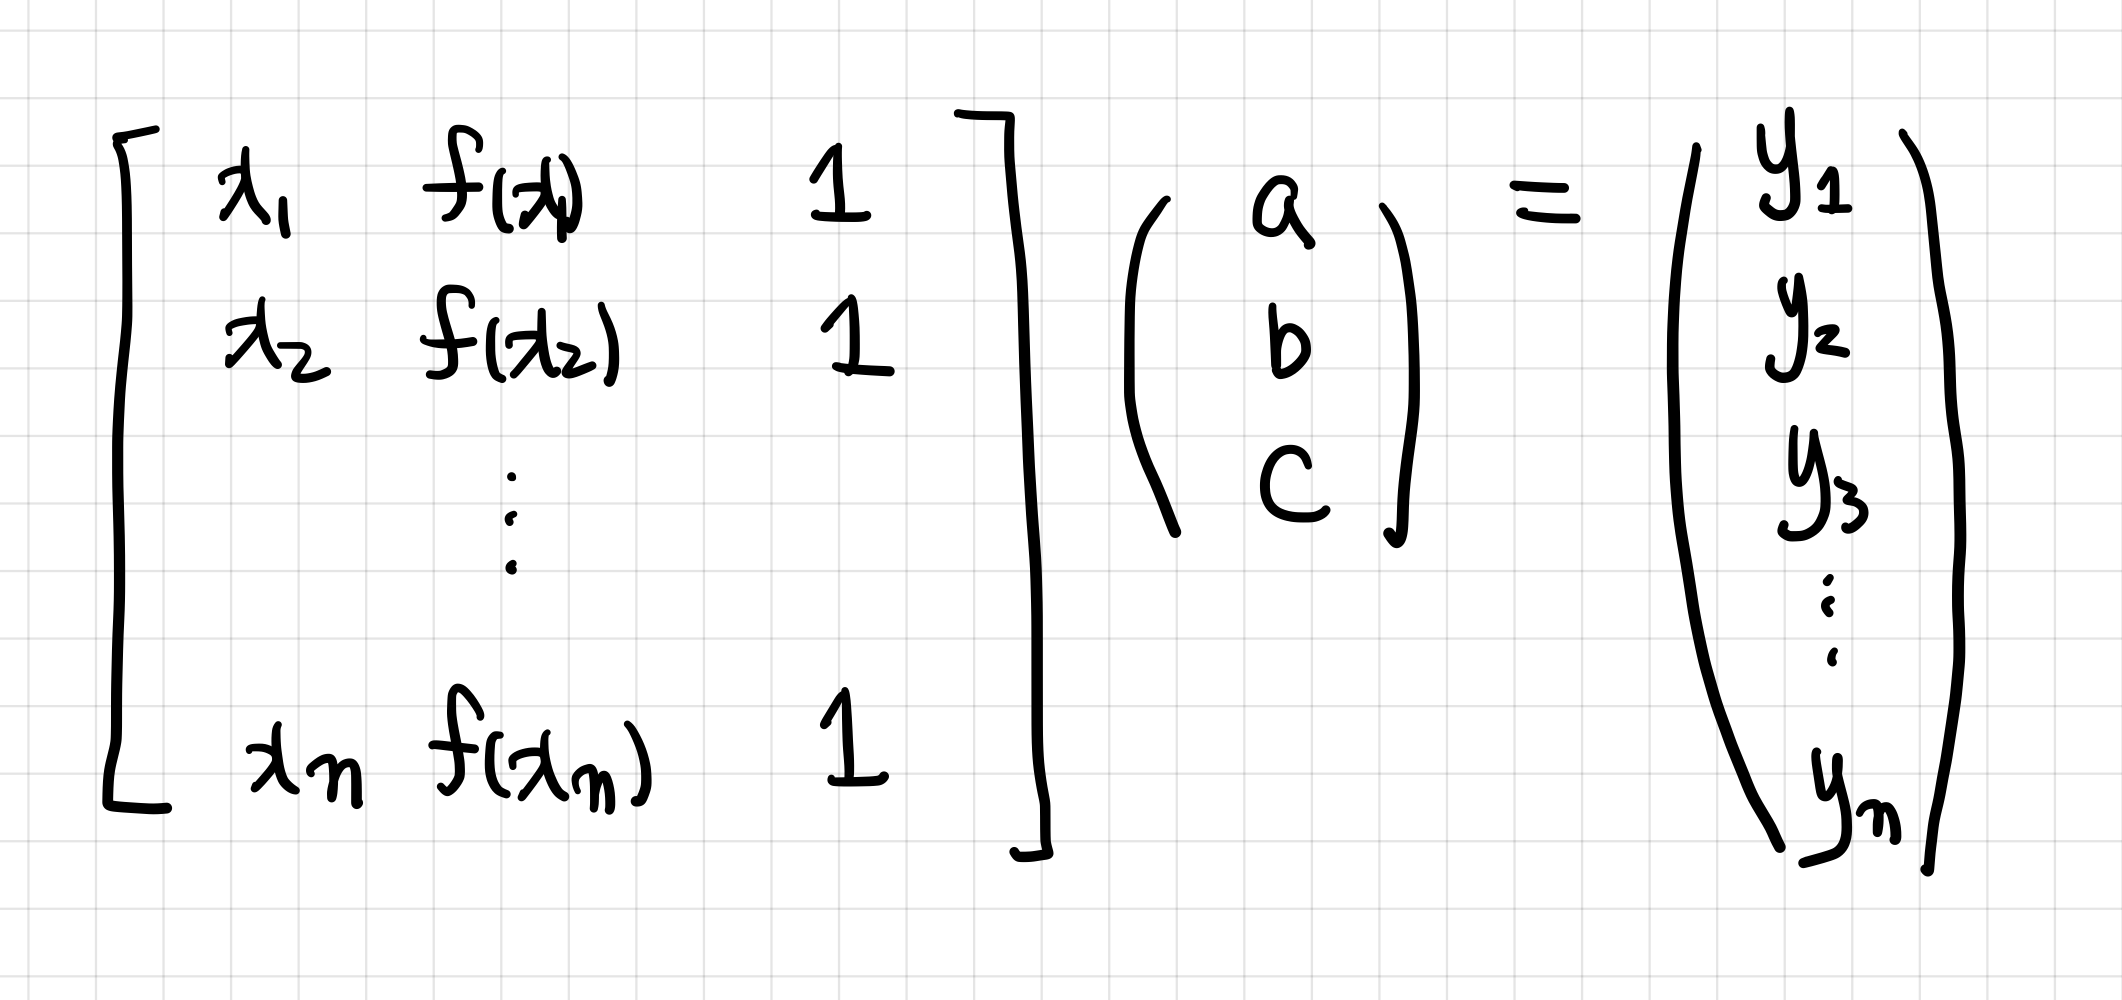 x₁ f(x₁) 1 a = y₁
x₂ f(x₂) 1 b y₂
⋮ c y₃
⋮
xₙ f(xₙ) 1 yₙ